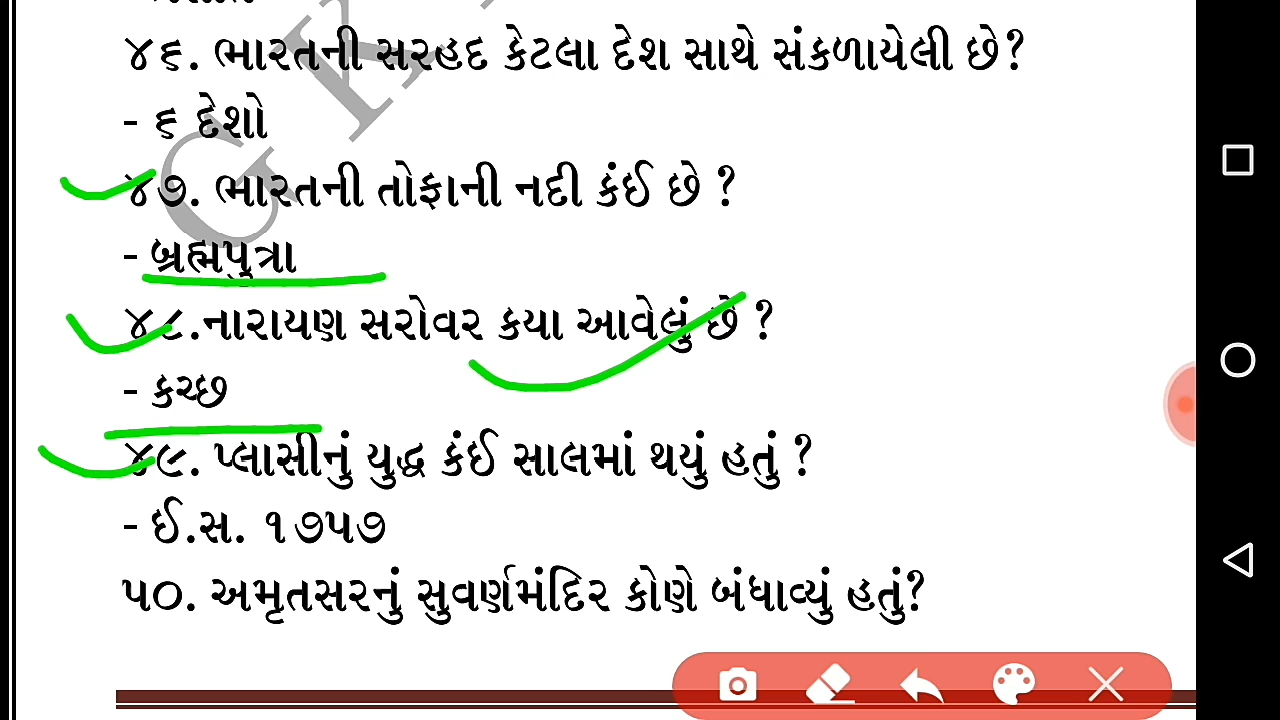 ૪૬. ભારતની સરહદ કેટલા દેશ સાથે સંકળાયેલી છે?
- ૬ દેશો
૪૭. ભારતની તોફાની નદી કંઈ છે ?
- બ્રહ્મપુત્રા
૪૮.નારાયણ સરોવર કયા આવેલું છે ?
- કચ્છ
૪૯. પ્લાસીનું યુદ્ધ કંઈ સાલમાં થયું હતું ?
- ઈ.સ. ૧૭૫૭
૫૦. અમૃતસરનું સુવર્ણમંદિર કોણે બંધાવ્યું હતું?
G K